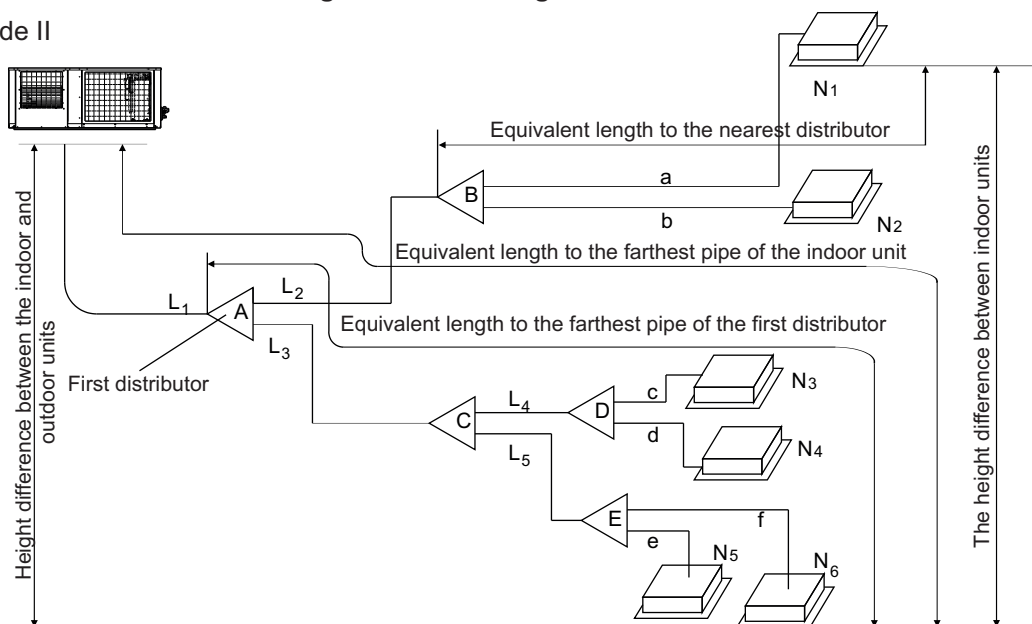 de II
N1
Equivalent length to the nearest distributor
a
B
b
N2
Equivalent length to the farthest pipe of the indoor unit
L2
L1
A
Equivalent length to the farthest pipe of the first distributor
L3
First distributor
N3
c
L4
D
C
d
N4
L5
E
f
e
N5
N6
Height difference between the indoor and
outdoor units
The height difference between indoor units